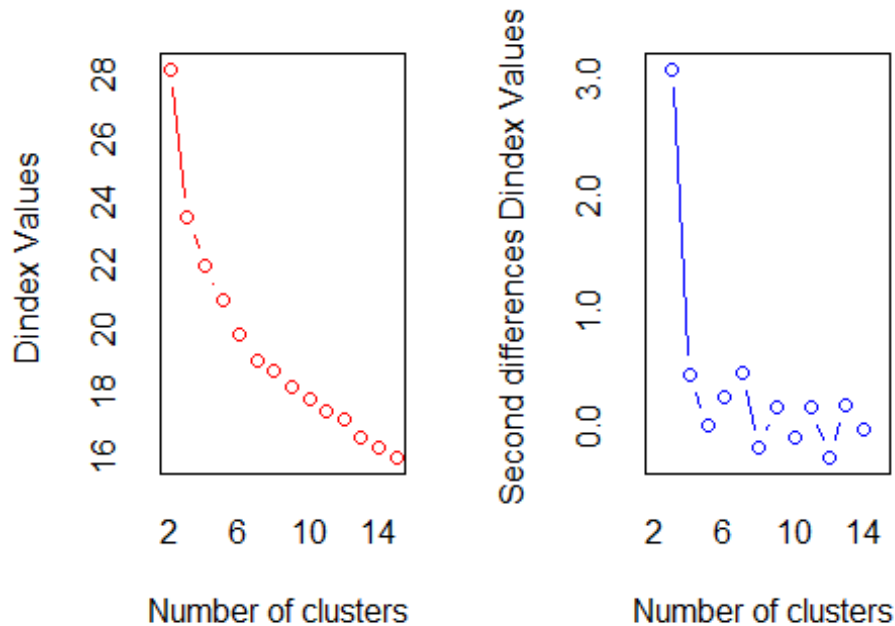 Dindex Values
28
26
24
22
20
18
16
2 6 10 14
Number of clusters
Second differences Dindex Values
3.0
2.0
1.0
0.0
2 6 10 14
Number of clusters